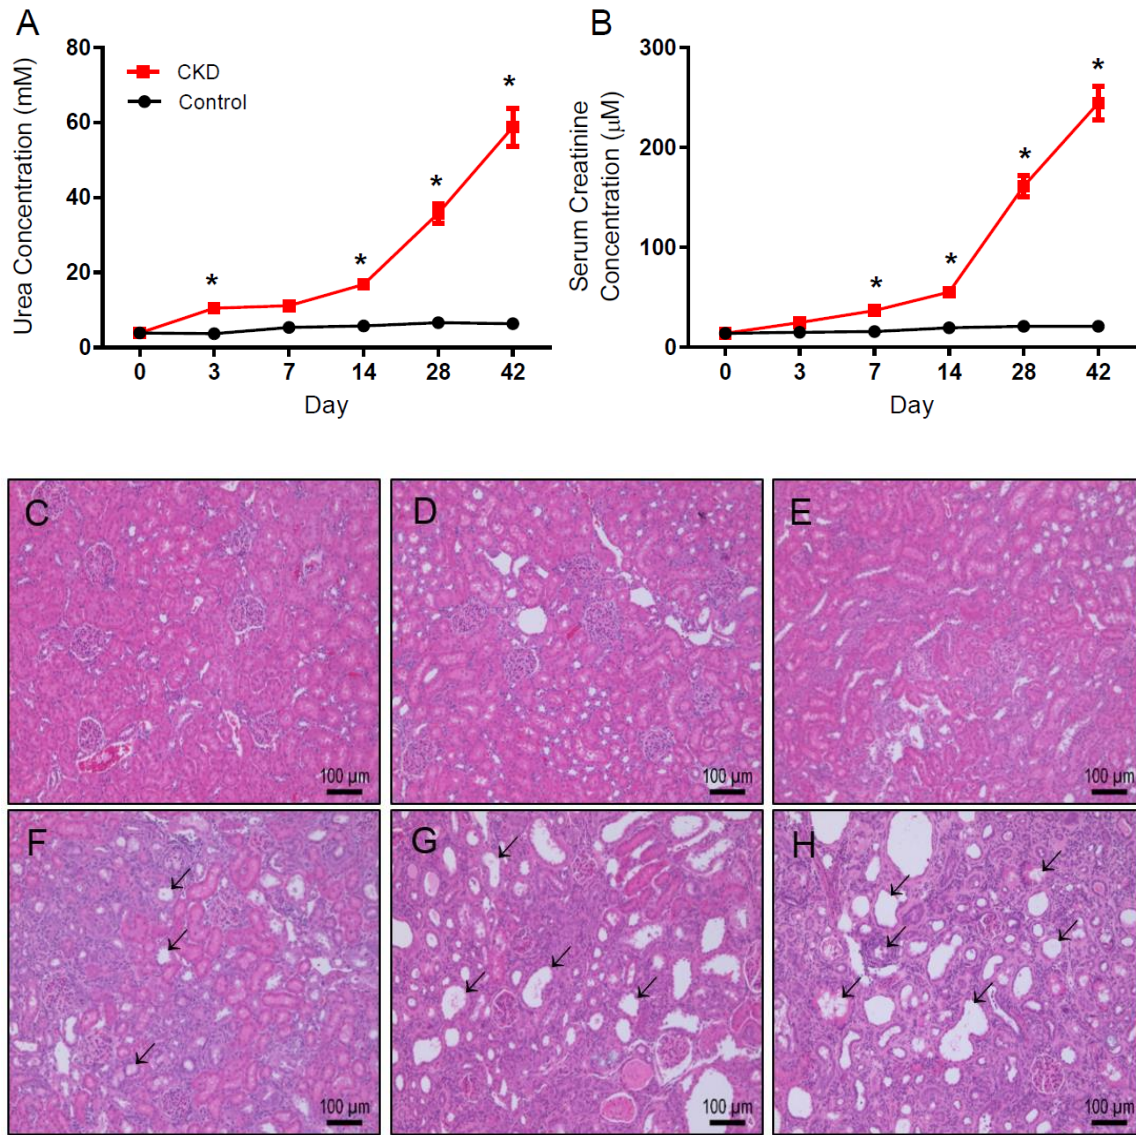 A
B
80
60
40
20
0
Urea Concentration (mM)
CKD
Control
*
*
*
*
0 3 7 14 28 42
Day
300
200
100
0
Serum Creatinine
Concentration (μM)
*
*
*
*
0 3 7 14 28 42
Day
C
100 μm
D
100 μm
E
100 μm
F
100 μm
G
100 μm
H
100 μm